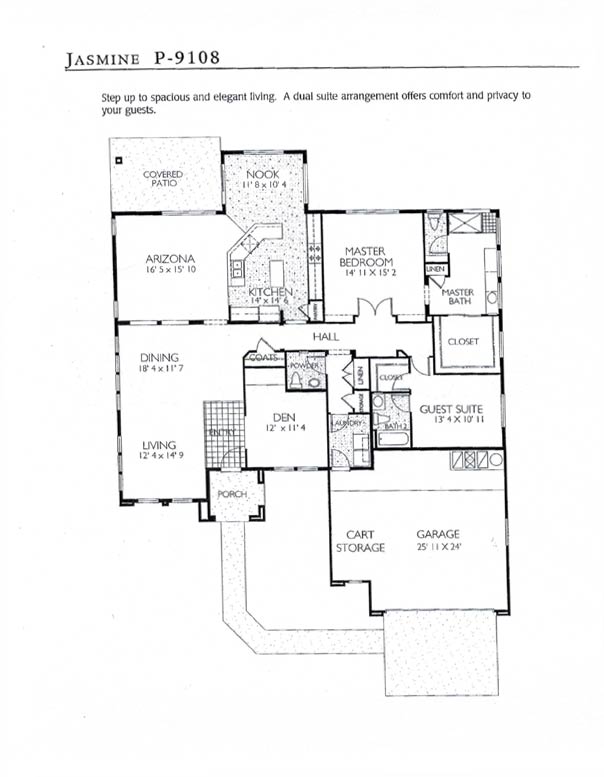 JASMINE P-9108
Step up to spacious and elegant living. A dual suite arrangement offers comfort and privacy to
your guests.
COVERED
PATIO
NOOK
11' 8 x 10' 4
ARIZONA
16' 5 x 15' 10
KITCHEN
14' x 14' 6
PANTRY
MASTER
BEDROOM
14' 11 X 15' 2
LINEN
MASTER
BATH
CLOSET
HALL
DINING
18' 4 x 11' 7
COATS
POWDER
LINEN
STORAGE
CLOSET
DEN
12' x 11' 4
GUEST SUITE
13' 4 X 10' 11
BATH 2
LAUNDRY
ENTRY
LIVING
12' 4 x 14' 9
PORCH
CART
STORAGE
GARAGE
25' 11 X 24'